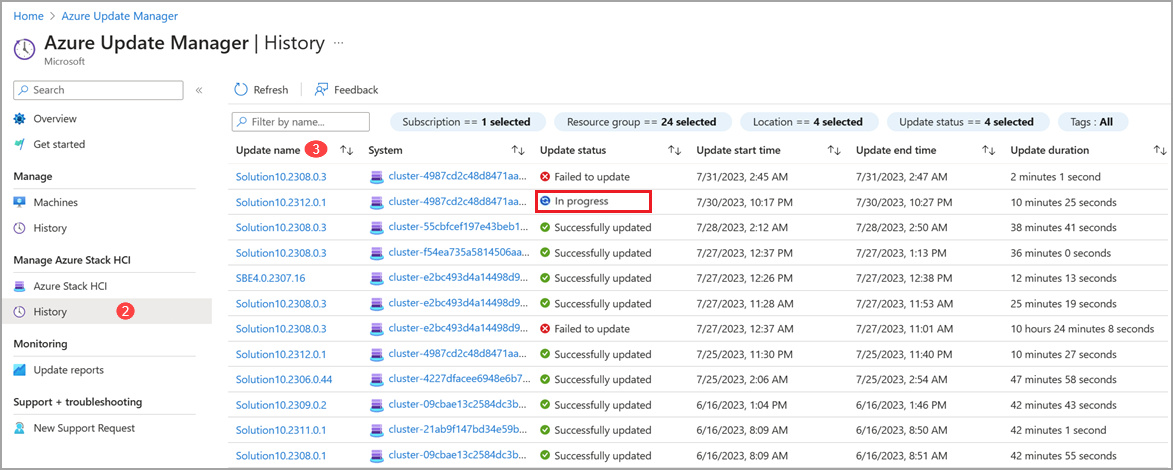 Home > Azure Update Manager
Azure Update Manager | History ...
Microsoft
Search «
Overview
Get started
Manage
Machines
History
Manage Azure Stack HCI
Azure Stack HCI
History 2
Monitoring
Update reports
Support + troubleshooting
New Support Request
Refresh Feedback
Filter by name... Subscription == 1 selected Resource group == 24 selected Location == 4 selected Update status == 4 selected Tags : All
Update name 3 System Update status Update start time Update end time Update duration
Solution10.2308.0.3 cluster-4987cd2c48d8471aa... Failed to update 7/31/2023, 2:45 AM 7/31/2023, 2:47 AM 2 minutes 1 second
Solution10.2312.0.1 cluster-4987cd2c48d8471aa... In progress 7/30/2023, 10:17 PM 7/30/2023, 10:27 PM 10 minutes 25 seconds
Solution10.2308.0.3 cluster-55cbfcef197e43beb1... Successfully updated 7/28/2023, 2:12 AM 7/28/2023, 2:50 AM 38 minutes 41 seconds
Solution10.2308.0.3 cluster-f54ea735a5814506aa... Successfully updated 7/27/2023, 12:37 PM 7/27/2023, 1:13 PM 36 minutes 0 seconds
SBE4.0.2307.16 cluster-e2bc493d4a14498d9... Successfully updated 7/27/2023, 12:26 PM 7/27/2023, 12:38 PM 12 minutes 13 seconds
Solution10.2308.0.3 cluster-e2bc493d4a14498d9... Successfully updated 7/27/2023, 11:28 AM 7/27/2023, 11:53 AM 25 minutes 19 seconds
Solution10.2308.0.3 cluster-e2bc493d4a14498d9... Failed to update 7/27/2023, 12:37 AM 7/27/2023, 11:01 AM 10 hours 24 minutes 8 seconds
Solution10.2312.0.1 cluster-4987cd2c48d8471aa... Successfully updated 7/25/2023, 11:30 PM 7/25/2023, 11:40 PM 10 minutes 27 seconds
Solution10.2306.0.44 cluster-4227dfacee6948e6b7... Successfully updated 7/25/2023, 2:06 AM 7/25/2023, 2:54 AM 47 minutes 58 seconds
Solution10.2309.0.2 cluster-09cbae13c2584dc3b... Successfully updated 6/16/2023, 1:04 PM 6/16/2023, 1:46 PM 42 minutes 43 seconds
Solution10.2311.0.1 cluster-21ab9f147bd34e59b... Successfully updated 6/16/2023, 8:09 AM 6/16/2023, 8:50 AM 42 minutes 1 second
Solution10.2308.0.1 cluster-09cbae13c2584dc3b... Successfully updated 6/16/2023, 8:09 AM 6/16/2023, 8:51 AM 42 minutes 55 seconds